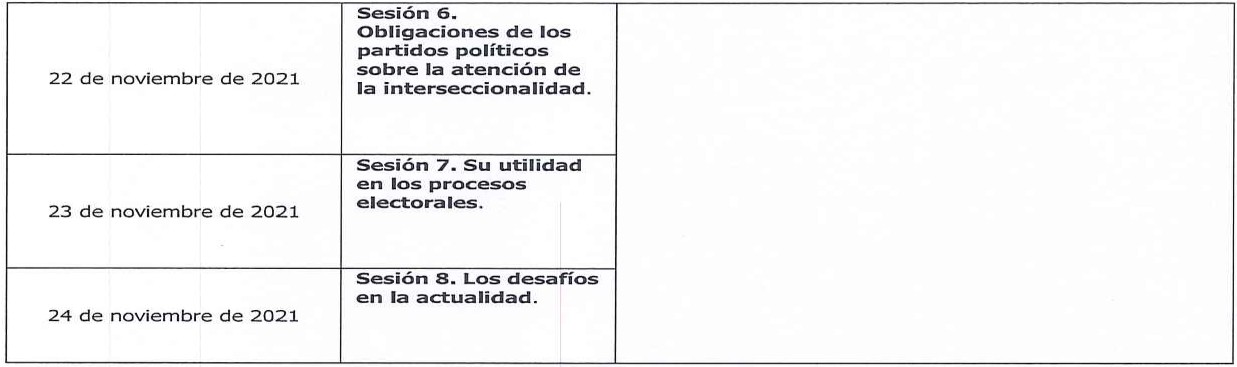 Sesión 6.
Obligaciones de los
partidos políticos
sobre la atención de
la interseccionalidad.
22 de noviembre de 2021
Sesión 7. Su utilidad
en los procesos
electorales.
23 de noviembre de 2021
Sesión 8. Los desafíos
en la actualidad.
24 de noviembre de 2021